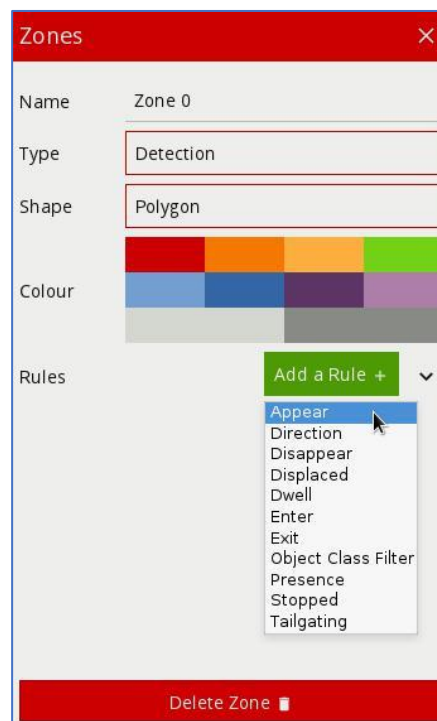 Zones
Name Zone 0
Type Detection
Shape Polygon
Colour
Rules Add a Rule +
Appear
Direction
Disappear
Displaced
Dwell
Enter
Exit
Object Class Filter
Presence
Stopped
Tailgating
Delete Zone